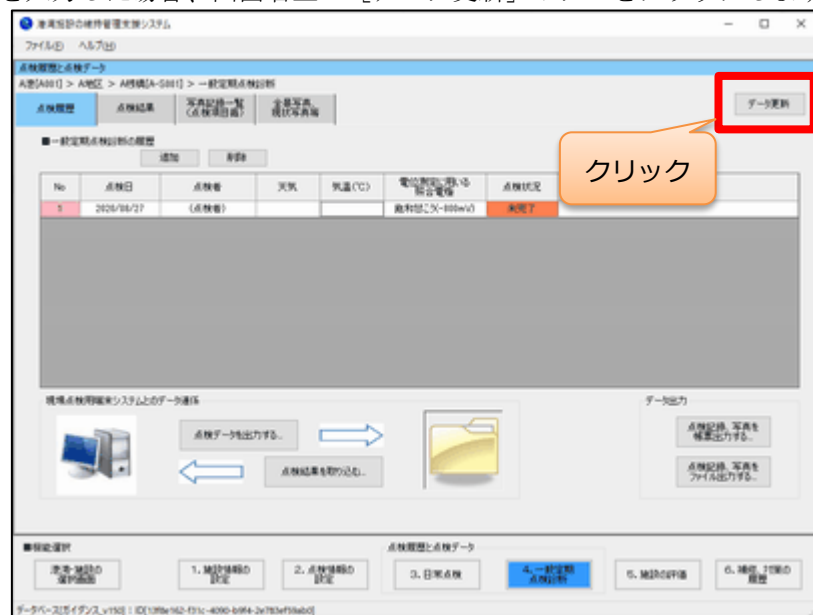 港湾施設の維持管理支援システム
ファイル(F) ヘルプ(H)
点検履歴と点検データ
A港[A001] > A地区 > A桟橋[A-S001] > 一般定期点検診断
点検履歴 点検結果 写真記録一覧(点検項目毎) 全景写真、現状写真等 データ更新
■一般定期点検診断の履歴
追加 削除
クリック
No 点検日 点検者 天気 気温(℃) 電位測定に用いる照合電極 点検状況
1 2020/08/27 (点検者) 飽和甘こう(-800mV) 未完了
現場点検用端末システムとのデータ連係 データ出力
点検データを出力する.. 点検記録、写真を帳票出力する..
点検結果を取り込む.. 点検記録、写真をファイル出力する..
■機能選択 点検履歴と点検データ
港湾・施設の選択画面 1. 施設情報の設定 2. 点検情報の設定 3. 日常点検 4. 一般定期点検診断 5. 施設の評価 6. 補修、対策の履歴